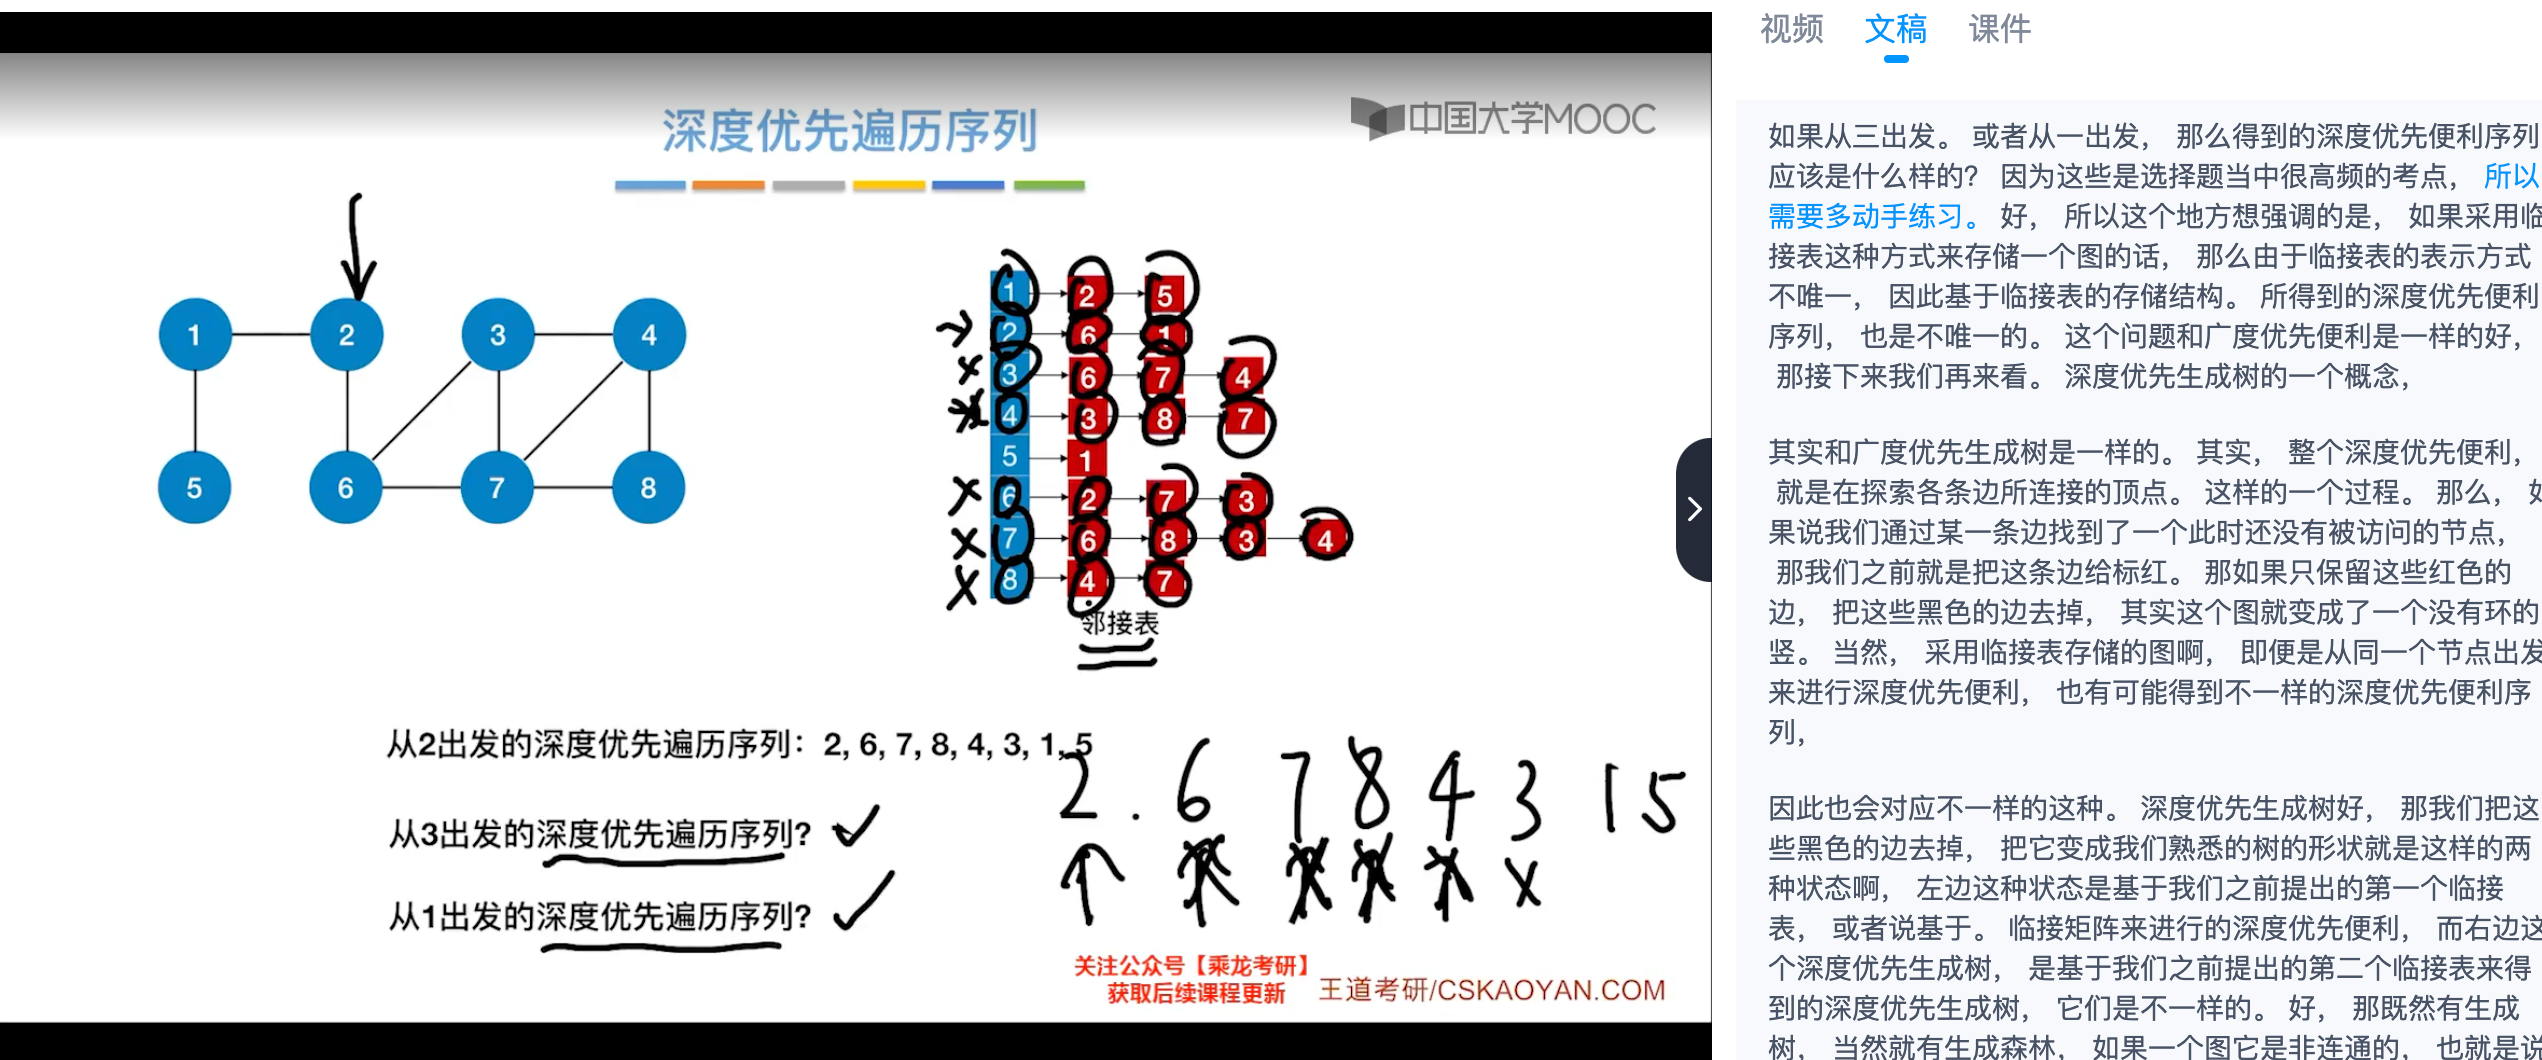 视频 文稿 课件
深度优先遍历序列
中国大学MOOC
1 2 3 4
5 6 7 8
1 2 5
2 6 1
3 6 7 4
4 3 8 7
5 1
6 2 7 3
7 6 8 3 4
8 4 7
邻接表
从2出发的深度优先遍历序列：2, 6, 7, 8, 4, 3, 1, 5
2 . 6 7 8 4 3 1 5
从3出发的深度优先遍历序列?
从1出发的深度优先遍历序列?
关注公众号【乘龙考研】
获取后续课程更新
王道考研/CSKAOYAN.COM
如果从三出发。 或者从一出发， 那么得到的深度优先便利序列
应该是什么样的? 因为这些是选择题当中很高频的考点， 所以
需要多动手练习。 好， 所以这个地方想强调的是， 如果采用临
接表这种方式来存储一个图的话， 那么由于临接表的表示方式
不唯一， 因此基于临接表的存储结构。 所得到的深度优先便利
序列， 也是不唯一的。 这个问题和广度优先便利是一样的好，
那接下来我们再来看。 深度优先生成树的一个概念，
其实和广度优先生成树是一样的。 其实， 整个深度优先便利，
就是在探索各条边所连接的顶点。 这样的一个过程。 那么， 如
果说我们通过某一条边找到了一个此时还没有被访问的节点，
那我们之前就是把这条边给标红。 那如果只保留这些红色的
边， 把这些黑色的边去掉， 其实这个图就变成了一个没有环的
竖。 当然， 采用临接表存储的图啊， 即便是从同一个节点出发
来进行深度优先便利， 也有可能得到不一样的深度优先便利序
列，
因此也会对应不一样的这种。 深度优先生成树好， 那我们把这
些黑色的边去掉， 把它变成我们熟悉的树的形状就是这样的两
种状态啊， 左边这种状态是基于我们之前提出的第一个临接
表， 或者说基于。 临接矩阵来进行的深度优先便利， 而右边这
个深度优先生成树， 是基于我们之前提出的第二个临接表来得
到的深度优先生成树， 它们是不一样的。 好， 那既然有生成
树， 当然就有生成森林， 如果一个图它是非连通的， 也就是说